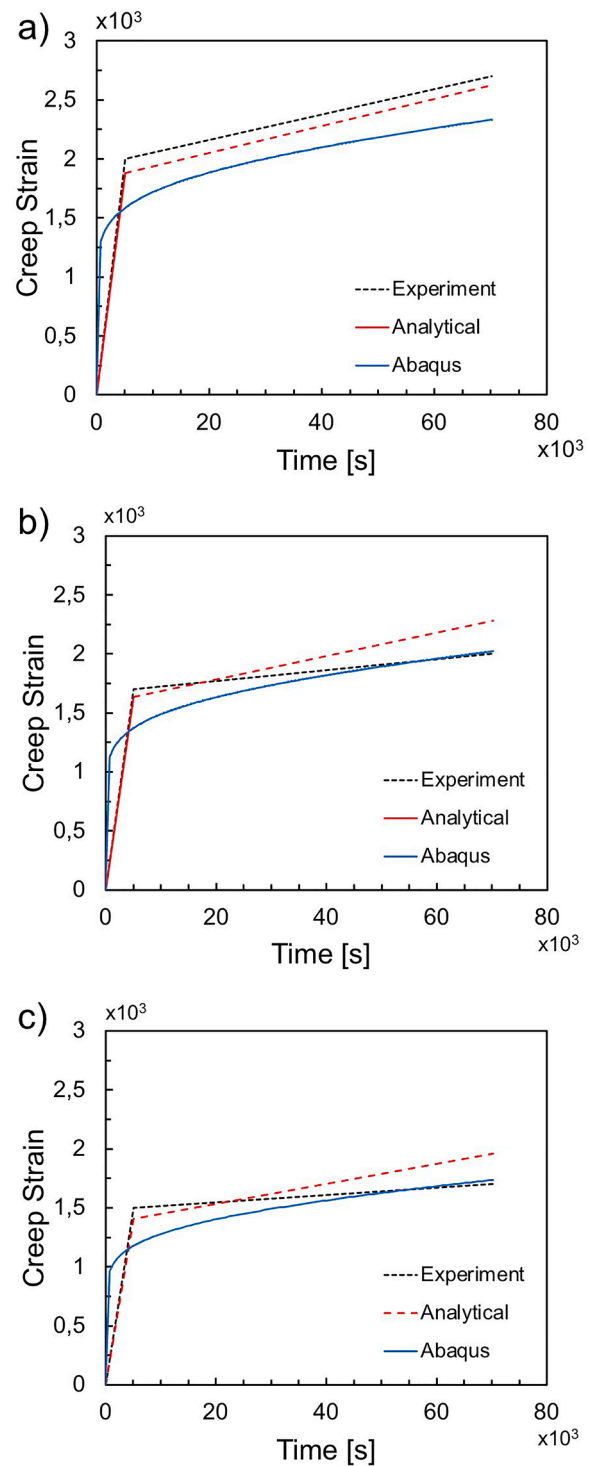 a)
x10³
3
2,5
2
1,5
1
0,5
0
Creep Strain
Experiment
Analytical
Abaqus
0 20 40 60 80
x10³
Time [s]
b)
x10³
3
2,5
2
1,5
1
0,5
0
Creep Strain
Experiment
Analytical
Abaqus
0 20 40 60 80
x10³
Time [s]
c)
x10³
3
2,5
2
1,5
1
0,5
0
Creep Strain
Experiment
Analytical
Abaqus
0 20 40 60 80
x10³
Time [s]